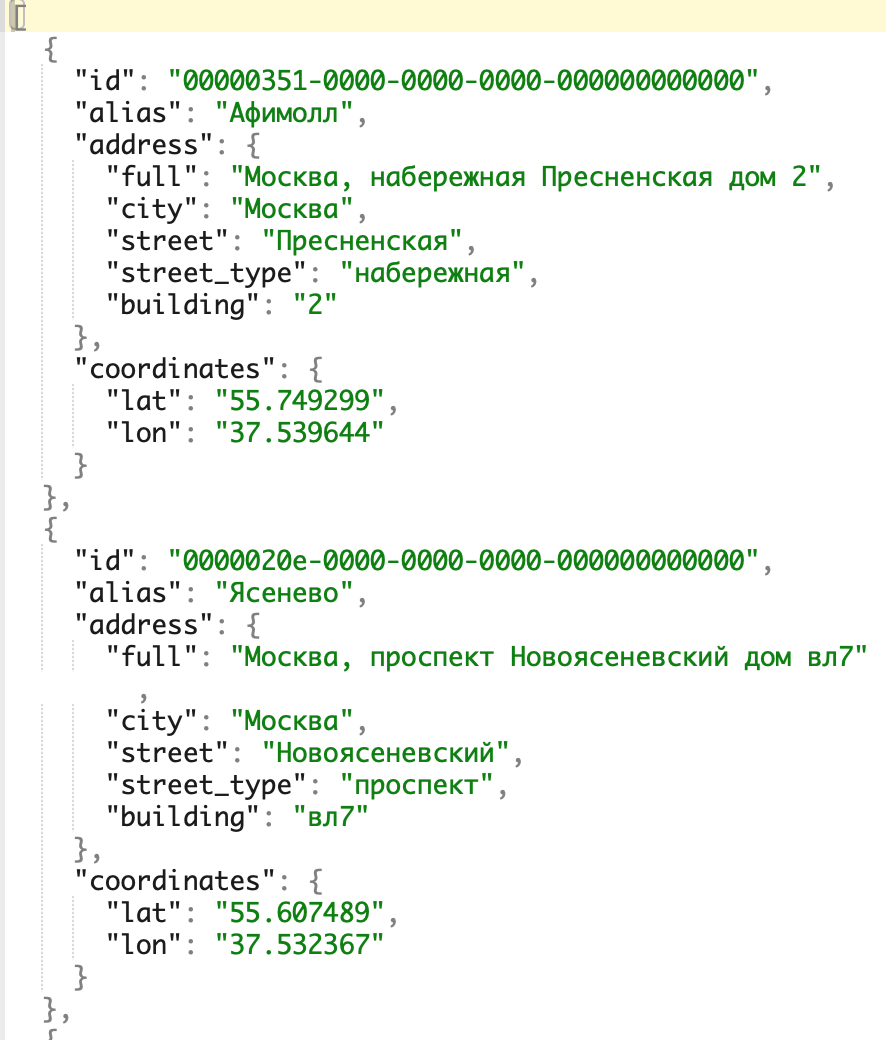 [
{
"id": "00000351-0000-0000-0000-000000000000",
"alias": "Афимолл",
"address": {
"full": "Москва, набережная Пресненская дом 2",
"city": "Москва",
"street": "Пресненская",
"street_type": "набережная",
"building": "2"
},
"coordinates": {
"lat": "55.749299",
"lon": "37.539644"
}
},
{
"id": "0000020e-0000-0000-0000-000000000000",
"alias": "Ясенево",
"address": {
"full": "Москва, проспект Новоясеневский дом вл7"
,
"city": "Москва",
"street": "Новоясеневский",
"street_type": "проспект",
"building": "вл7"
},
"coordinates": {
"lat": "55.607489",
"lon": "37.532367"
}
},
{